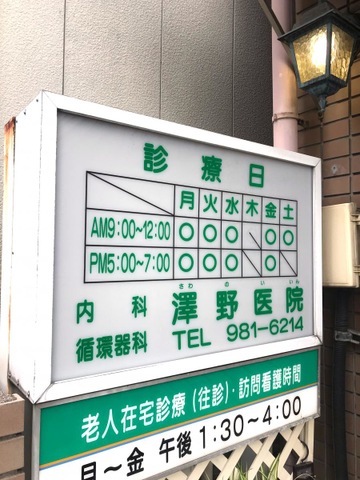 診療日
月 火 水 木 金 土
AM9:00~12:00 ○ ○ ○ \ ○ ○
PM5:00~7:00 ○ ○ ○ \ ○ \
さわ の い いん
内科 澤野医院
循環器科 TEL 981-6214
老人在宅診療(往診)・訪問看護時間
月~金 午後1:30~4:00